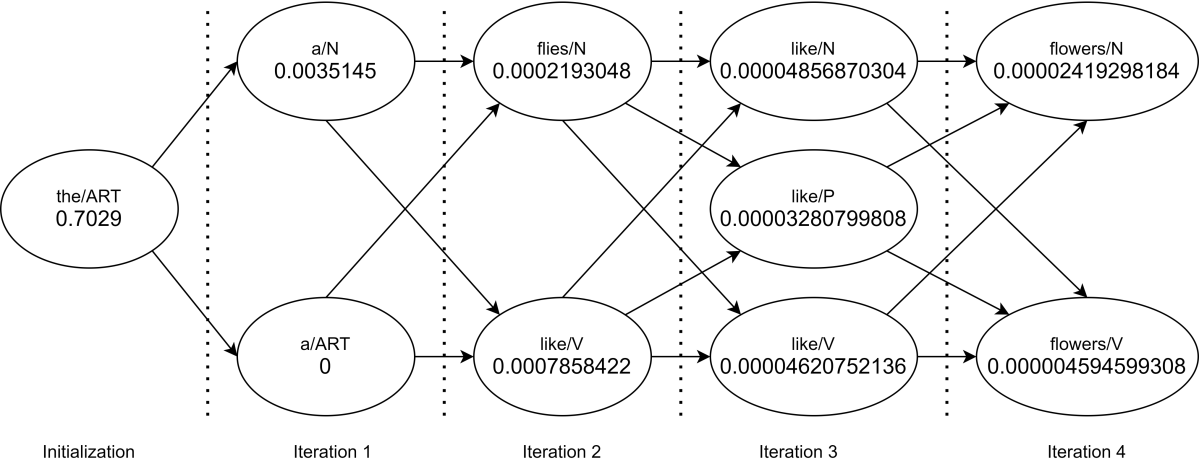 the/ART
0.7029
a/N
0.0035145
a/ART
0
flies/N
0.0002193048
like/V
0.0007858422
like/N
0.00004856870304
like/P
0.00003280799808
like/V
0.00004620752136
flowers/N
0.00002419298184
flowers/V
0.000004594599308
Initialization
Iteration 1
Iteration 2
Iteration 3
Iteration 4